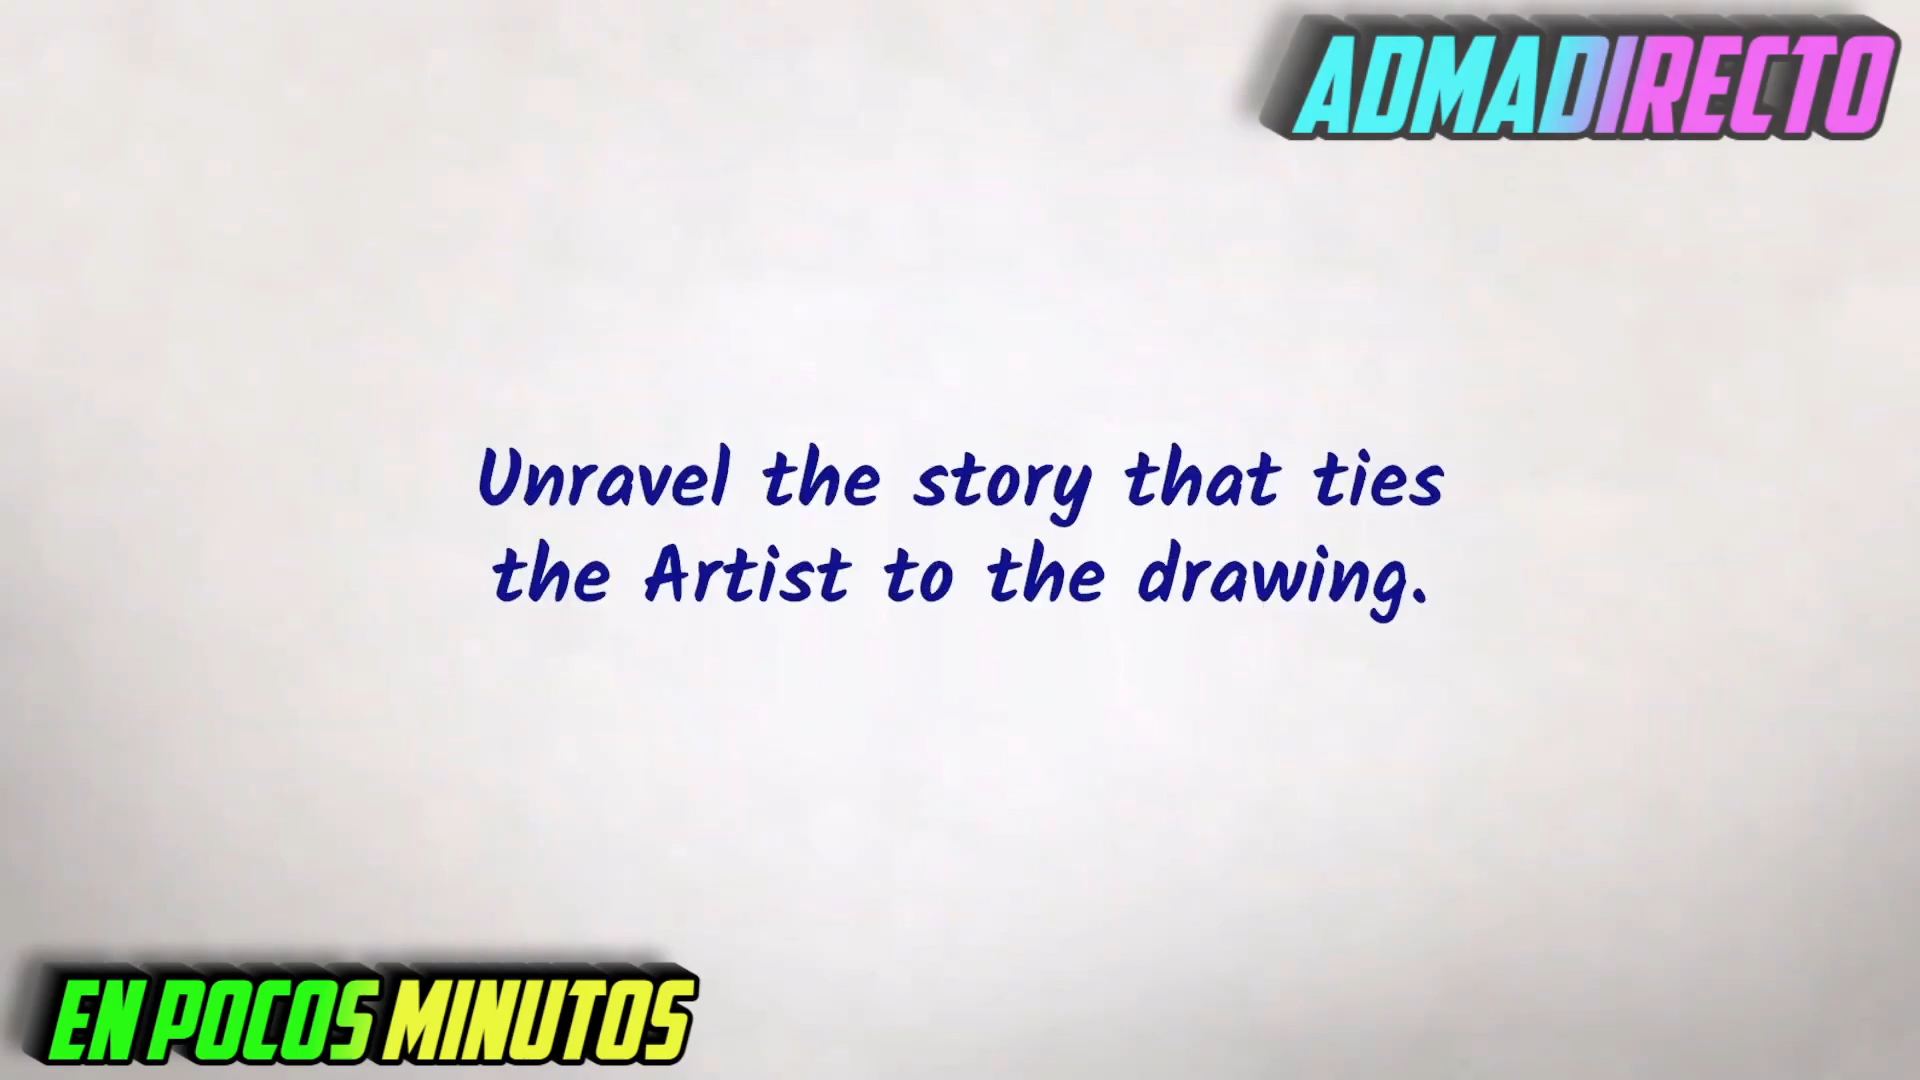 ADMADIRECTO
Unravel the story that ties
the Artist to the drawing.
EN POCOS MINUTOS